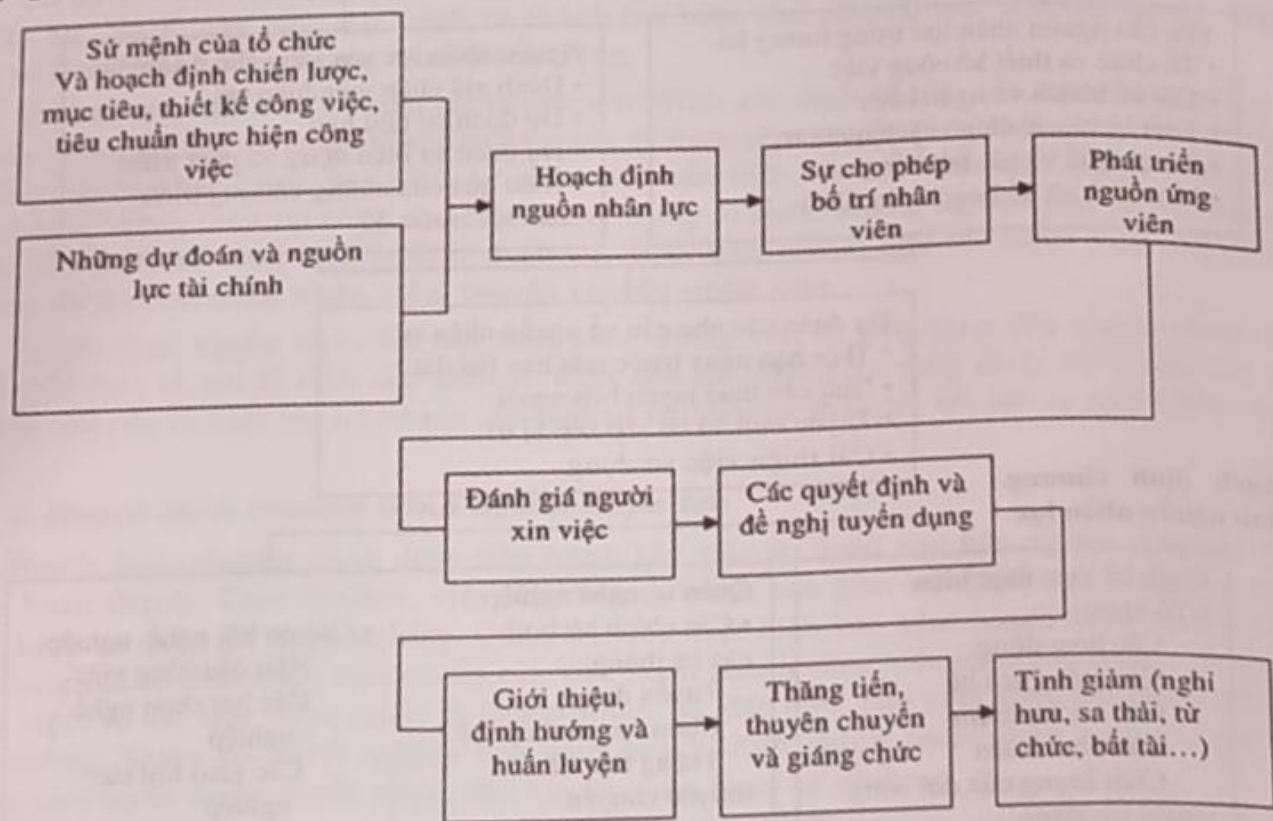 Sứ mệnh của tổ chức
Và hoạch định chiến lược,
mục tiêu, thiết kế công việc,
tiêu chuẩn thực hiện công
việc
Những dự đoán và nguồn
lực tài chính
Hoạch định
nguồn nhân lực
Sự cho phép
bố trí nhân
viên
Phát triển
nguồn ứng
viên
Đánh giá người
xin việc
Các quyết định và
đề nghị tuyển dụng
Giới thiệu,
định hướng và
huấn luyện
Thăng tiến,
thuyên chuyển
và giáng chức
Tinh giảm (nghỉ
hưu, sa thải, từ
chức, bất tài...)